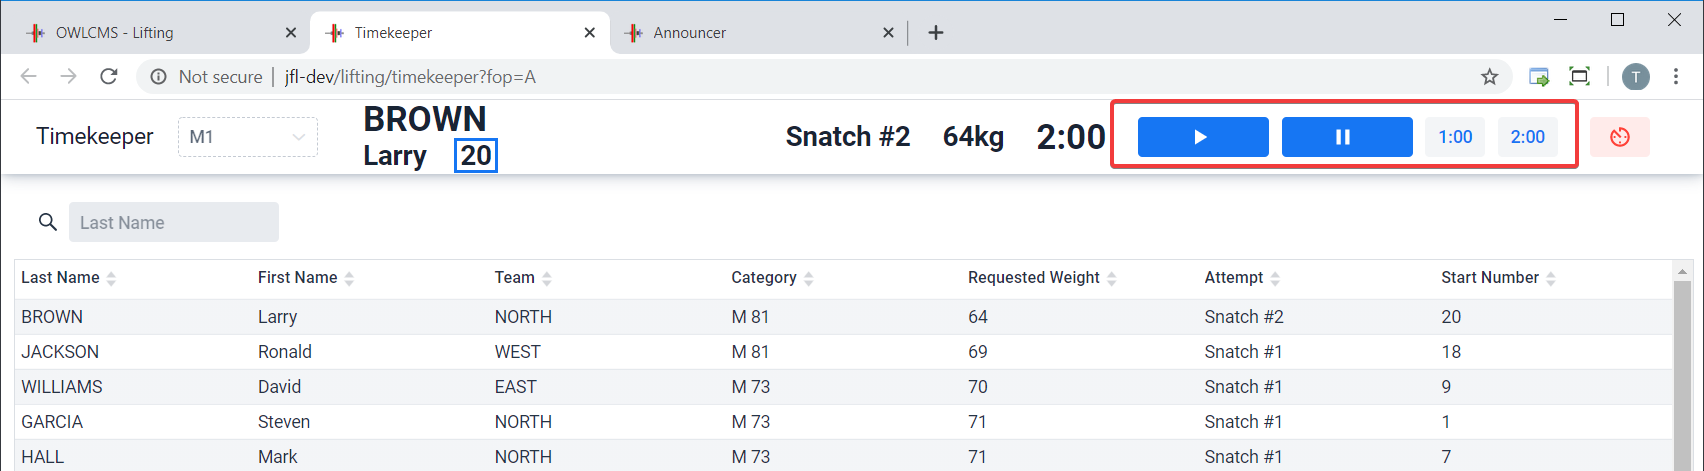 OWLCMS - Lifting
Timekeeper
Announcer
Not secure | jfl-dev/lifting/timekeeper?fop=A
T
Timekeeper
M1
BROWN
Larry 20
Snatch #2 64kg 2:00
1:00 2:00
Last Name
Last Name First Name Team Category Requested Weight Attempt Start Number
BROWN Larry NORTH M 81 64 Snatch #2 20
JACKSON Ronald WEST M 81 69 Snatch #1 18
WILLIAMS David EAST M 73 70 Snatch #1 9
GARCIA Steven NORTH M 73 71 Snatch #1 1
HALL Mark NORTH M 73 71 Snatch #1 7